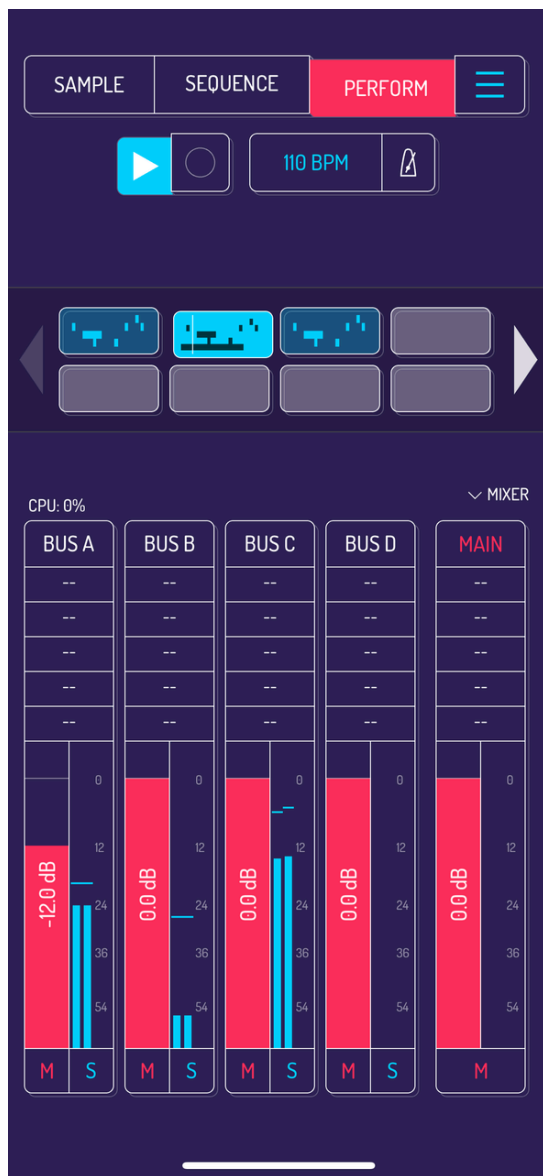 SAMPLE SEQUENCE PERFORM
110 BPM
MIXER
CPU: 0%
BUS A BUS B BUS C BUS D MAIN
-- -- -- -- --
-- -- -- -- --
-- -- -- -- --
-- -- -- -- --
-- -- -- -- --
0 0 0 0 0
12 12 12 12 12
-12.0 dB 0.0 dB 0.0 dB 0.0 dB 0.0 dB
24 24 24 24 24
36 36 36 36 36
54 54 54 54 54
M S M S M S M S M